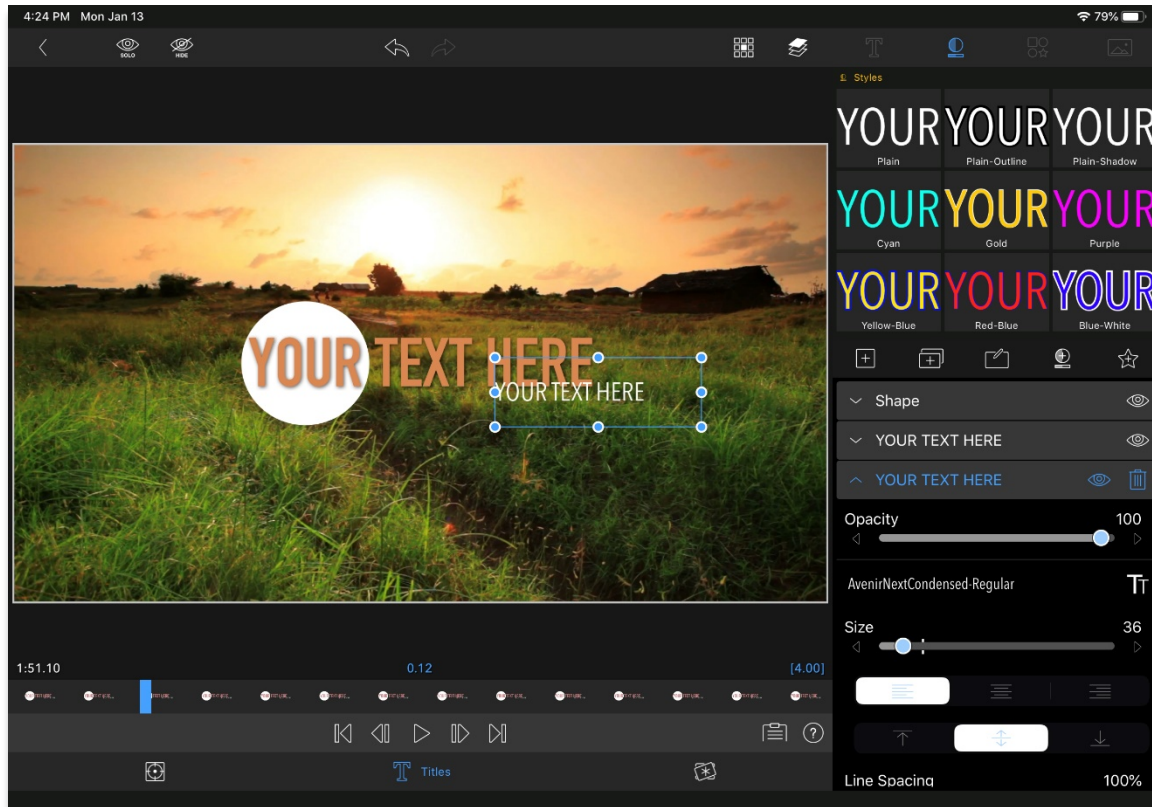 4:24 PM Mon Jan 13
79%
SOLO
HIDE
£ Styles
YOUR YOUR YOUR
Plain Plain-Outline Plain-Shadow
YOUR YOUR YOUR
Cyan Gold Purple
YOUR YOUR YOUR
Yellow-Blue Red-Blue Blue-White
YOUR TEXT HERE
YOUR TEXT HERE
Shape
YOUR TEXT HERE
YOUR TEXT HERE
Opacity 100
AvenirNextCondensed-Regular TT
Size 36
Line Spacing 100%
1:51.10 0.12 [4.00]
T Titles